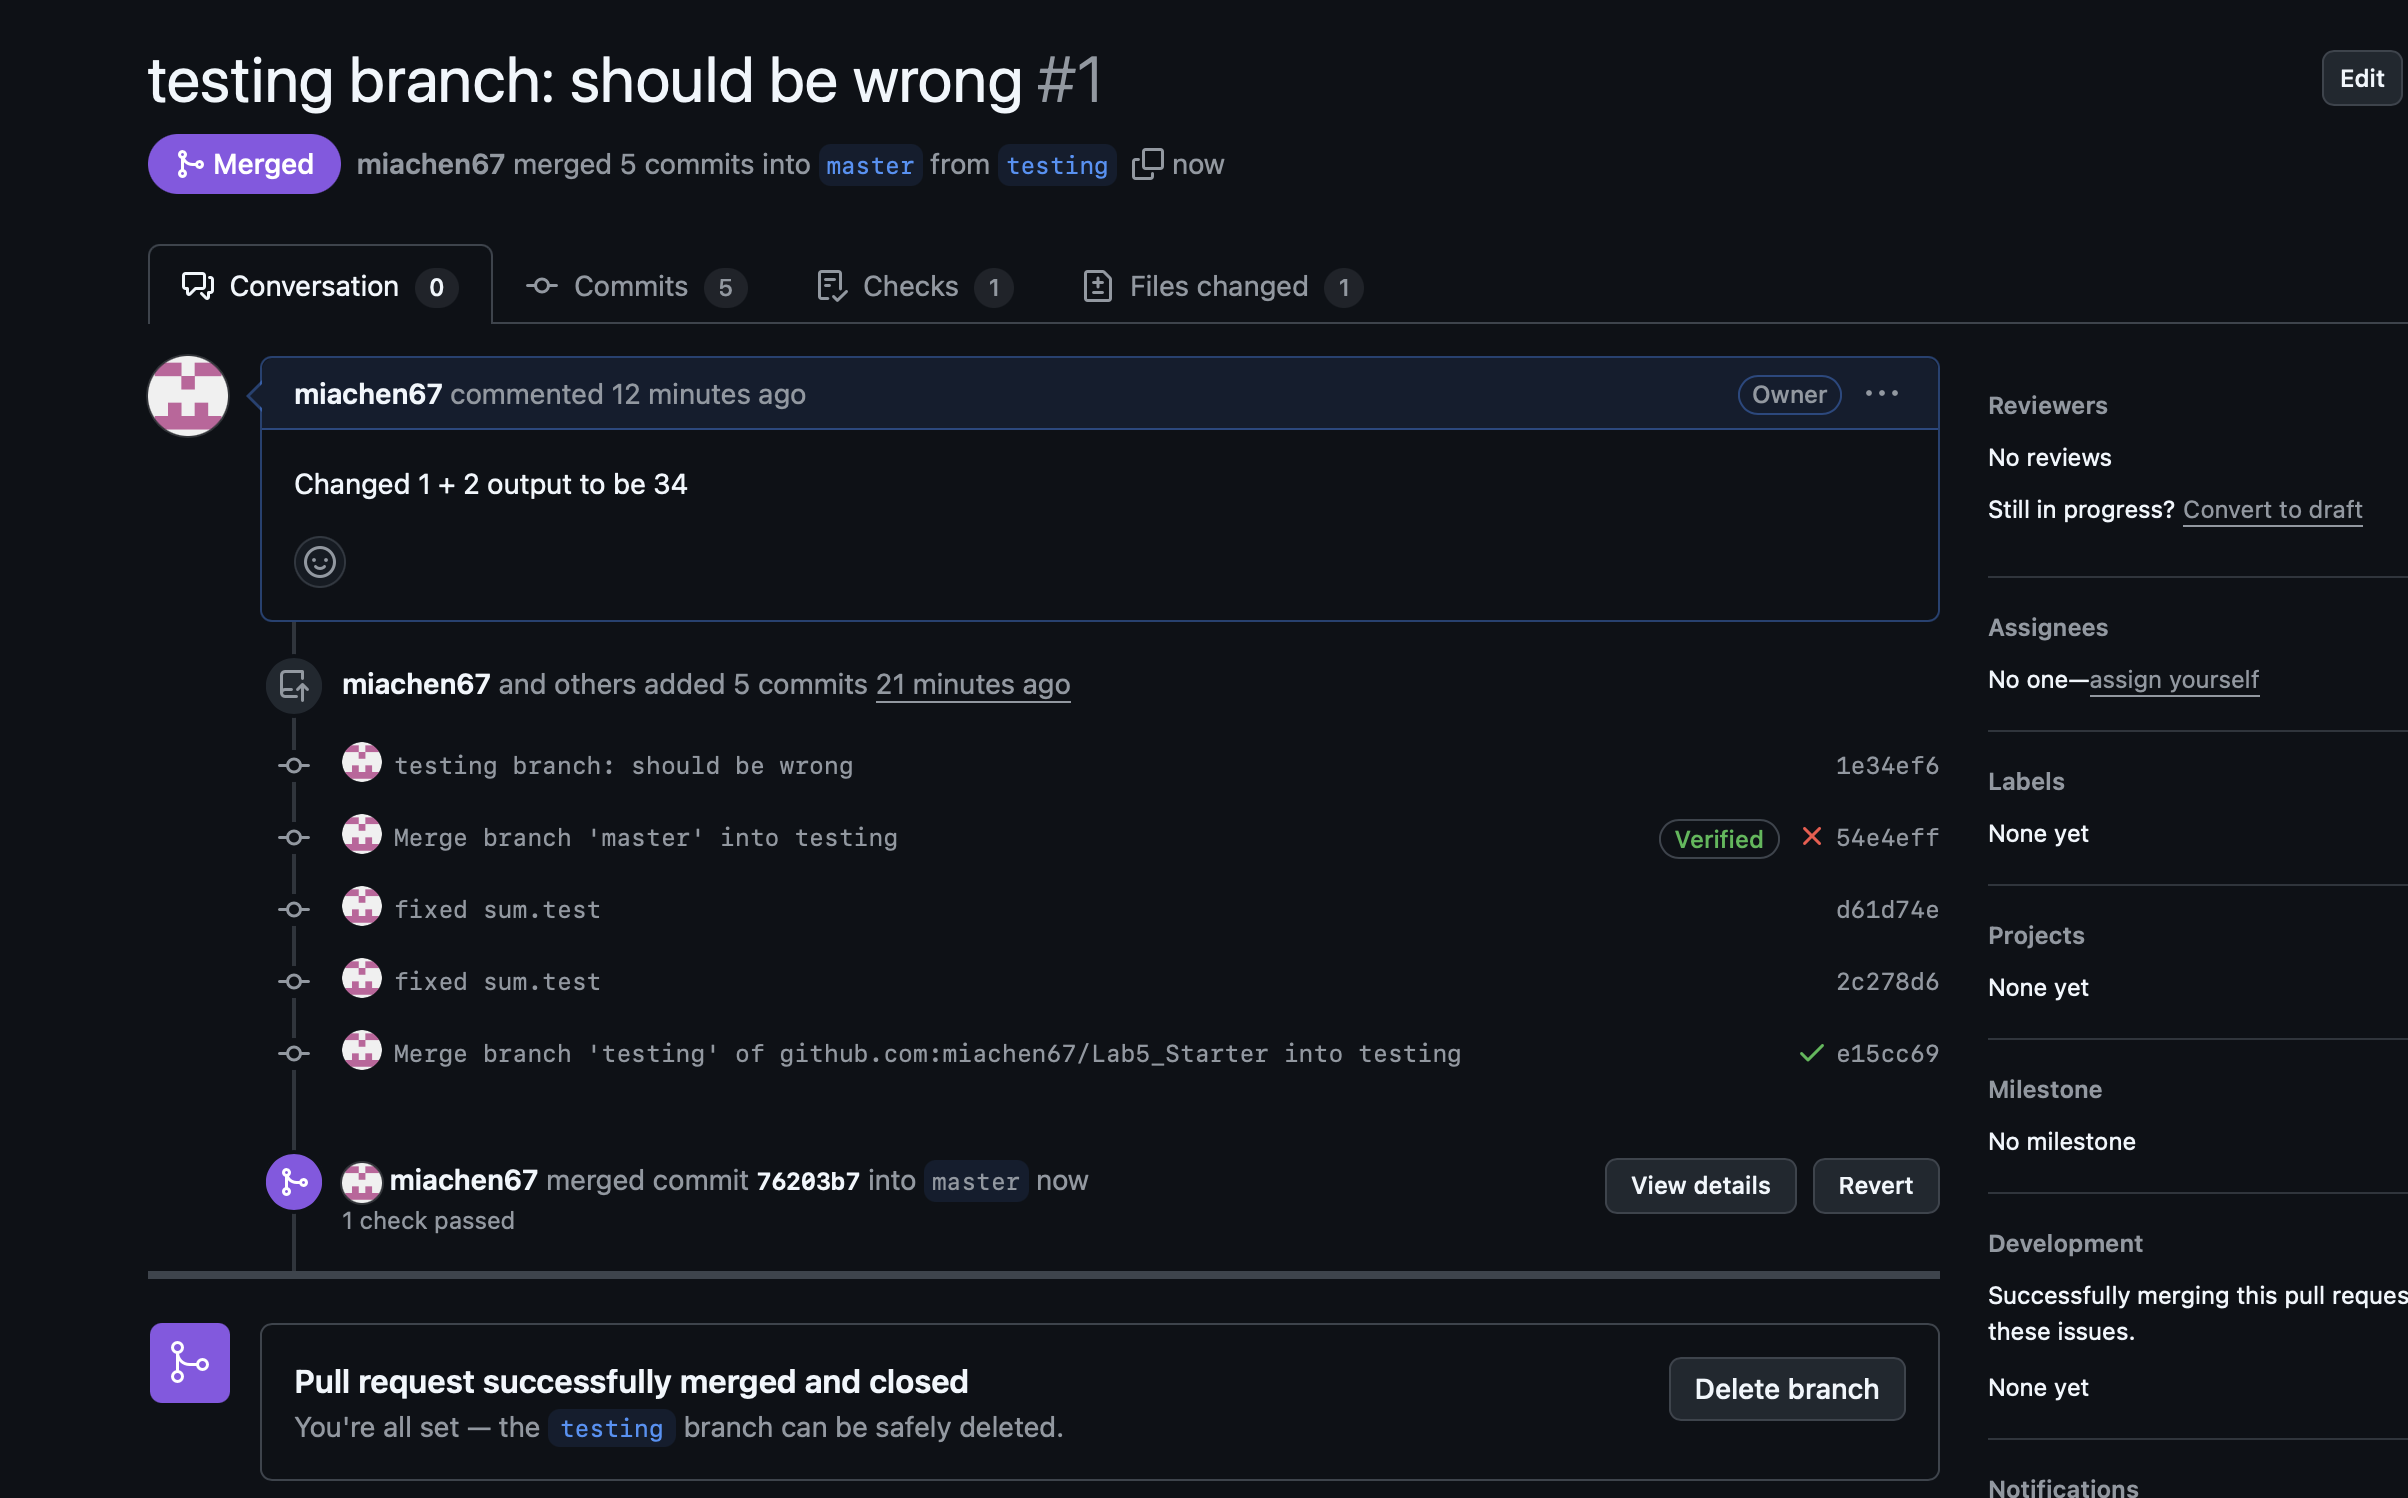 testing branch: should be wrong #1
Edit
Merged miachen67 merged 5 commits into master from testing now
Conversation 0 Commits 5 Checks 1 Files changed 1
miachen67 commented 12 minutes ago Owner
Changed 1 + 2 output to be 34
miachen67 and others added 5 commits 21 minutes ago
testing branch: should be wrong 1e34ef6
Merge branch 'master' into testing Verified 54e4eff
fixed sum.test d61d74e
fixed sum.test 2c278d6
Merge branch 'testing' of github.com:miachen67/Lab5_Starter into testing e15cc69
miachen67 merged commit 76203b7 into master now
1 check passed
View details Revert
Pull request successfully merged and closed
You're all set — the testing branch can be safely deleted.
Delete branch
Reviewers
No reviews
Still in progress? Convert to draft
Assignees
No one—assign yourself
Labels
None yet
Projects
None yet
Milestone
No milestone
Development
Successfully merging this pull reques
these issues.
None yet
Notifications